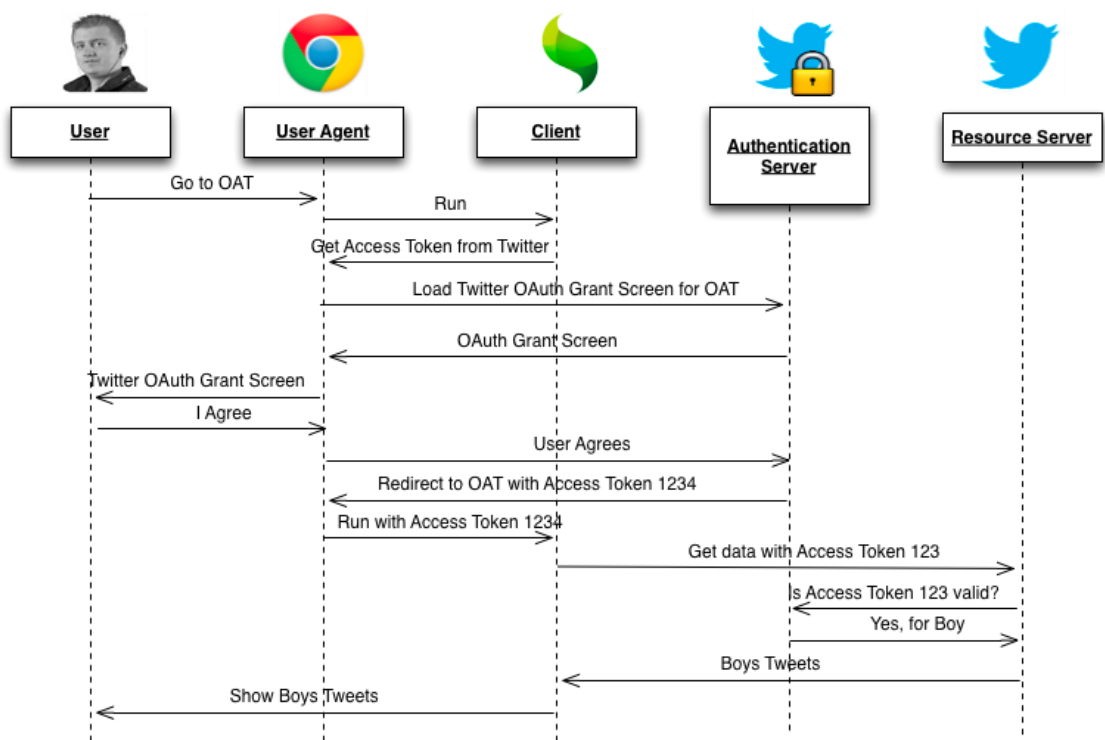 User
User Agent
Client
Authentication
Server
Resource Server
Go to OAT
Run
Get Access Token from Twitter
Load Twitter OAuth Grant Screen for OAT
OAuth Grant Screen
Twitter OAuth Grant Screen
I Agree
User Agrees
Redirect to OAT with Access Token 1234
Run with Access Token 1234
Get data with Access Token 123
Is Access Token 123 valid?
Yes, for Boy
Boys Tweets
Show Boys Tweets